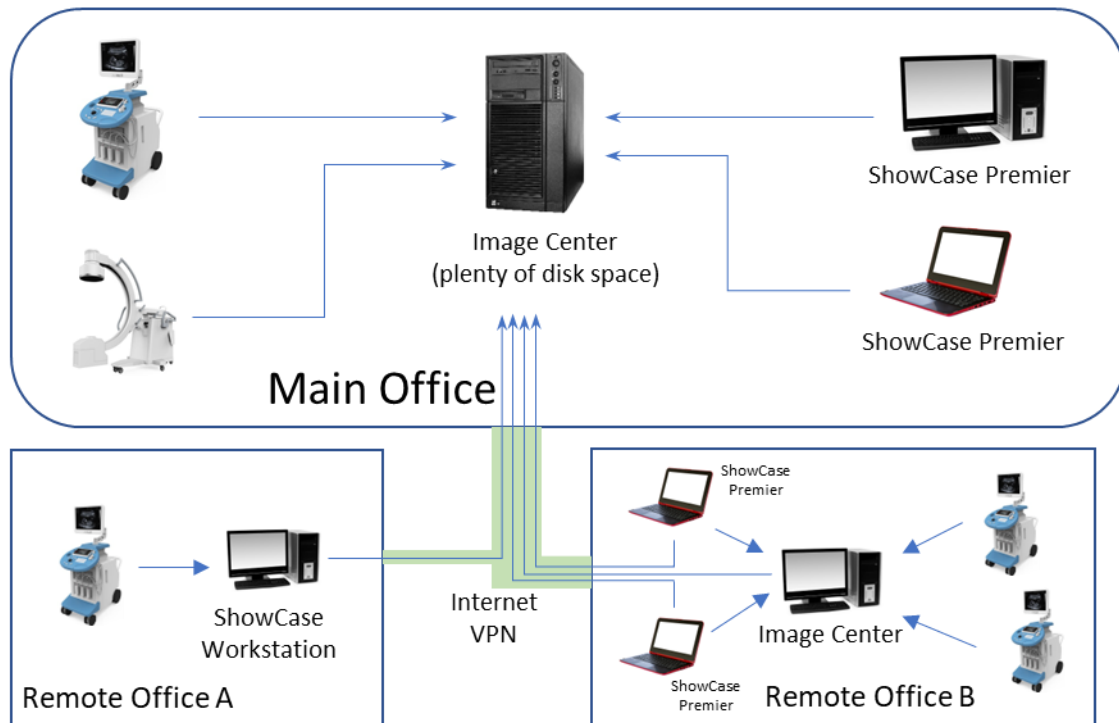 ShowCase Premier
Image Center
(plenty of disk space)
ShowCase Premier
Main Office
ShowCase
Premier
ShowCase
Workstation
Internet
VPN
Image Center
ShowCase
Premier
Remote Office A
Remote Office B